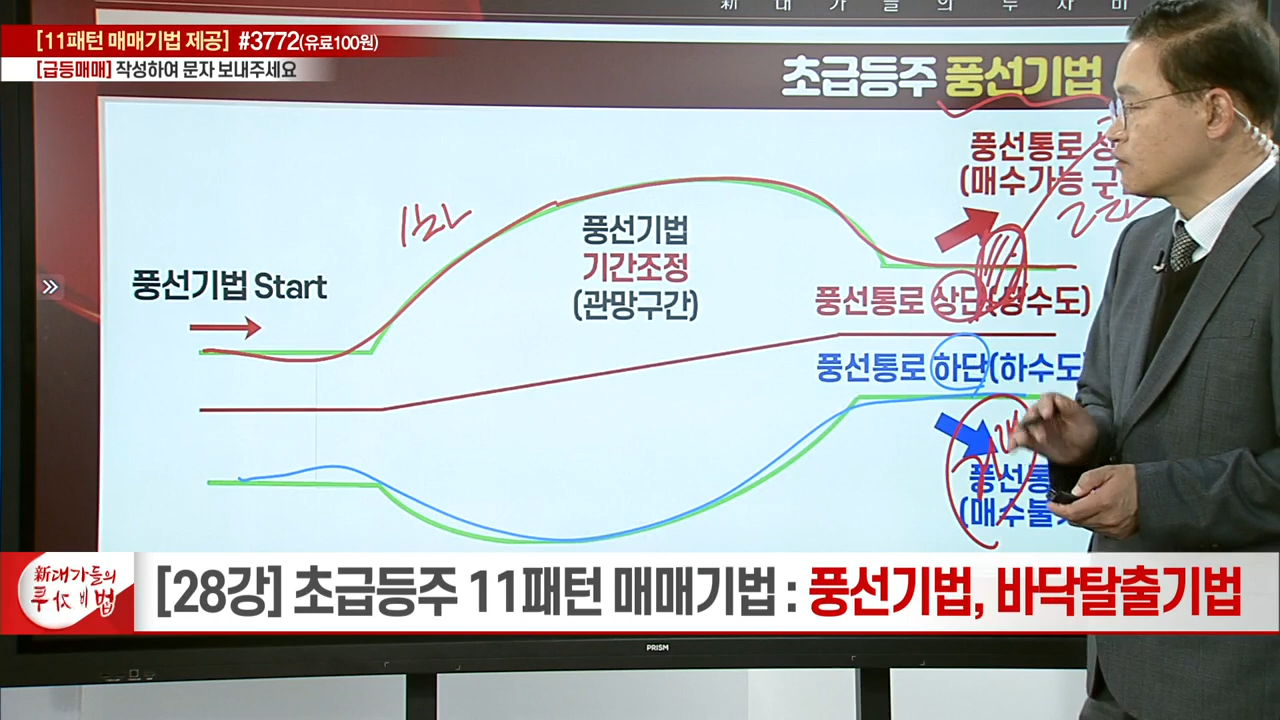 新 대 가 들 의 투 자 비
[11패턴 매매기법 제공] #3772(유료100원)
[급등매매] 작성하여 문자 보내주세요
초급등주 풍선기법
풍선통로 상
(매수가능 구
1차
2차
풍선기법
기간조정
(관망구간)
풍선기법 Start
풍선통로 상단(상수도)
풍선통로 하단(하수도)
풍선통
(매수불
新대가들의
투자비법
[28강] 초급등주 11패턴 매매기법 : 풍선기법, 바닥탈출기법
PRISM